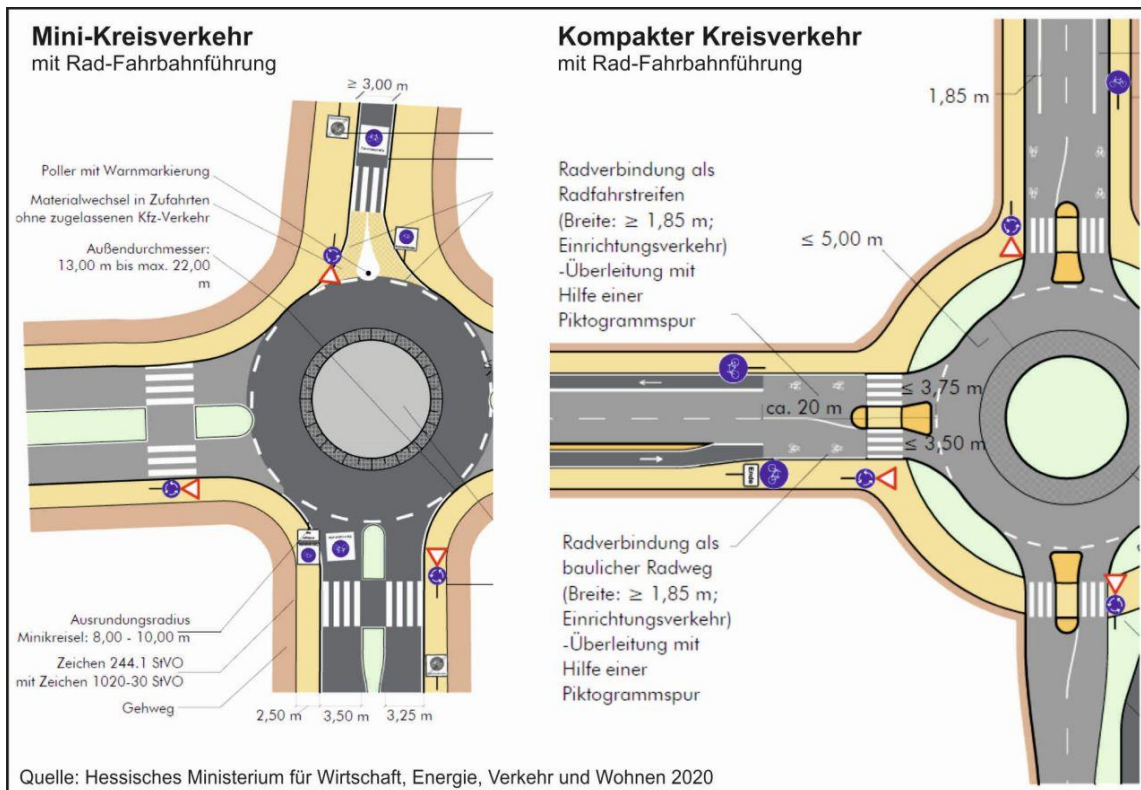 Mini-Kreisverkehr
mit Rad-Fahrbahnführung
≥ 3,00 m
Poller mit Warnmarkierung
Materialwechsel in Zufahrten
ohne zugelassenen Kfz-Verkehr
Außendurchmesser:
13,00 m bis max. 22,00
m
Ausrundungsradius
Minikreisel: 8,00 - 10,00 m
Zeichen 244.1 StVO
mit Zeichen 1020-30 StVO
Gehweg
2,50 m
3,50 m
3,25 m
Kompakter Kreisverkehr
mit Rad-Fahrbahnführung
1,85 m
Radverbindung als
Radfahrstreifen
(Breite: ≥ 1,85 m;
Einrichtungsverkehr)
-Überleitung mit
Hilfe einer
Piktogrammspur
≤ 5,00 m
≤ 3,75 m
ca. 20 m
≤ 3,50 m
Ende
Radverbindung als
baulicher Radweg
(Breite: ≥ 1,85 m;
Einrichtungsverkehr)
-Überleitung mit
Hilfe einer
Piktogrammspur
Quelle: Hessisches Ministerium für Wirtschaft, Energie, Verkehr und Wohnen 2020